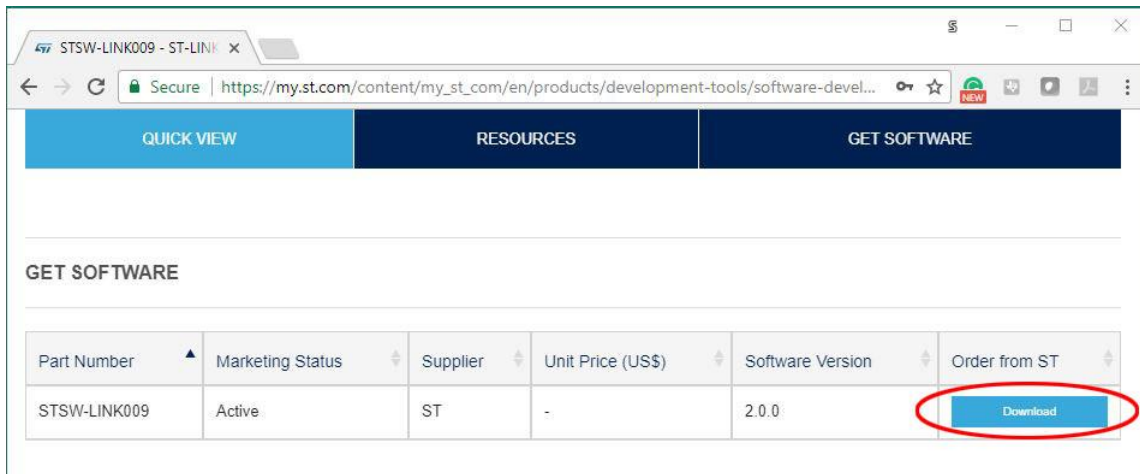 STSW-LINK009 - ST-LINK
Secure | https://my.st.com/content/my_st_com/en/products/development-tools/software-devel...
NEW
QUICK VIEW RESOURCES GET SOFTWARE
GET SOFTWARE
Part Number Marketing Status Supplier Unit Price (US$) Software Version Order from ST
STSW-LINK009 Active ST - 2.0.0 Download